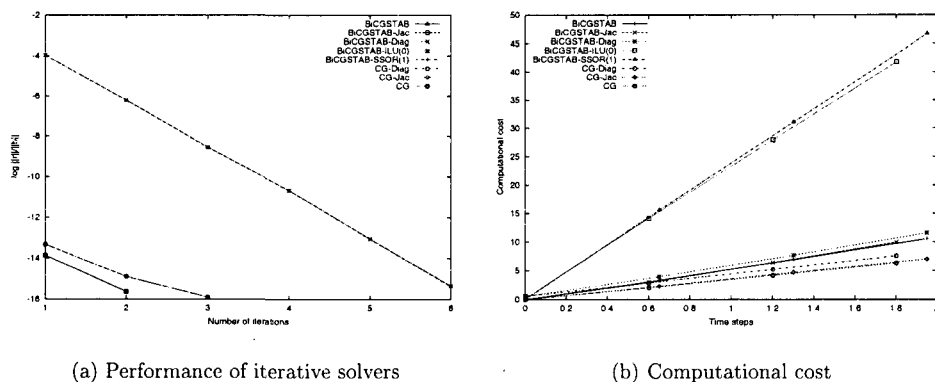 BiCGSTAB
BiCGSTAB-Jac
BiCGSTAB-Diag
BiCGSTAB-ILU(0)
BiCGSTAB-SSOR(1)
CG-Diag
CG-Jac
CG
-2
-4
-6
-8
-10
-12
-14
-16
1
2
3
4
5
6
Number of iterations
BiCGSTAB
BiCGSTAB-Jac
BiCGSTAB-Diag
BiCGSTAB-ILU(0)
BiCGSTAB-SSOR(1)
CG-Diag
CG-Jac
CG
50
45
40
35
30
25
20
15
10
5
0
Computational cost
0
0 2
0 4
0.6
0 8
1
1.2
1 4
1 6
1.8
Time steps
(a) Performance of iterative solvers
(b) Computational cost